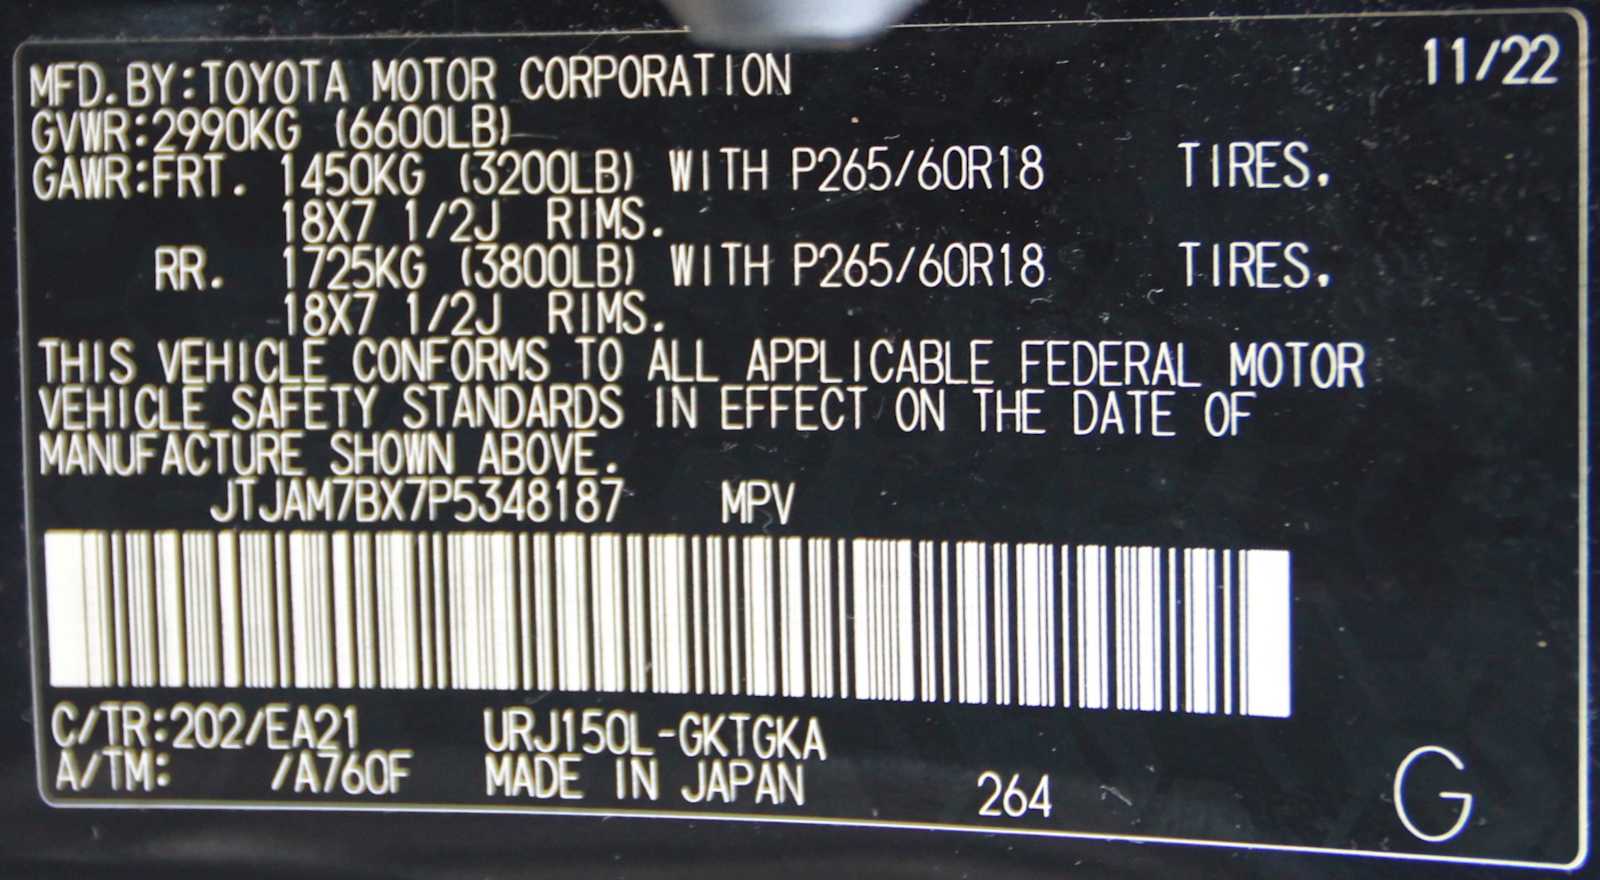 11/22
MFD.BY:TOYOTA MOTOR CORPORATION
GVWR:2990KG (6600LB)
GAWR:FRT. 1450KG (3200LB) WITH P265/60R18 TIRES.
18X7 1/2J RIMS.
RR. 1725KG (3800LB) WITH P265/60R18 TIRES.
18X7 1/2J RIMS.
THIS VEHICLE CONFORMS TO ALL APPLICABLE FEDERAL MOTOR
VEHICLE SAFETY STANDARDS IN EFFECT ON THE DATE OF
MANUFACTURE SHOWN ABOVE.
JTJAM7BX7P5348187 MPV
C/TR:202/EA21 URJ150L-GKTGKA
A/TM: /A760F MADE IN JAPAN 264
G